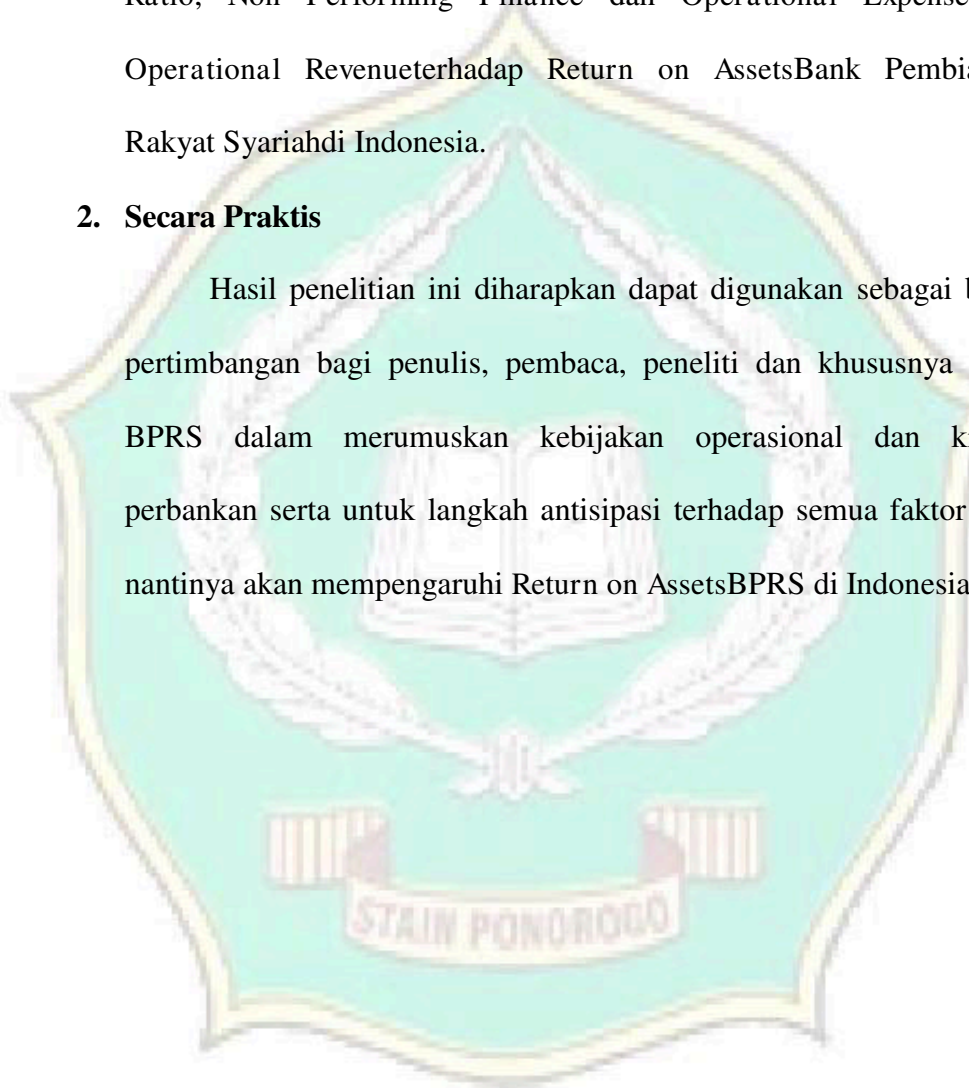 Ratio, Non Performing Finance dan Operational Expense
Operational Revenueterhadap Return on AssetsBank
Rakyat Syariahdi Indonesia.
2. Secara Praktis
Hasil penelitian ini diharapkan dapat digunakan sebagai
pertimbangan bagi penulis, pembaca, peneliti dan khususnya
BPRS dalam merumuskan kebijakan operasional dan
perbankan serta untuk langkah antisipasi terhadap semua faktor
nantinya akan mempengaruhi Return on AssetsBPRS di Indonesia
STAIN PONOROGO